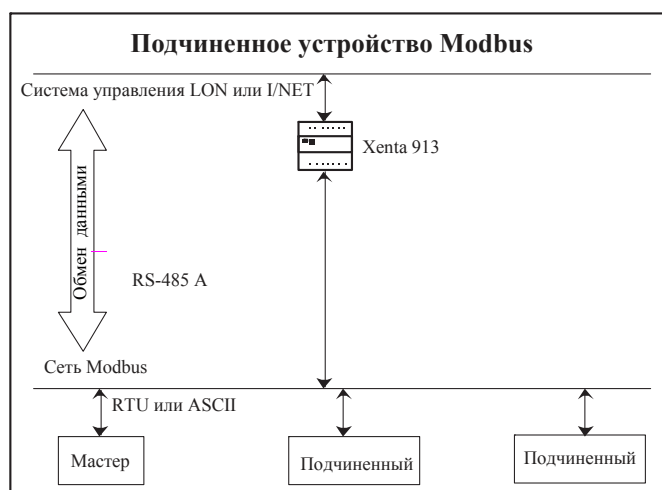 Подчиненное устройство Modbus
Система управления LON или I/NET
Xenta 913
Обмен данными
RS-485 A
Сеть Modbus
RTU или ASCII
Мастер
Подчиненный
Подчиненный